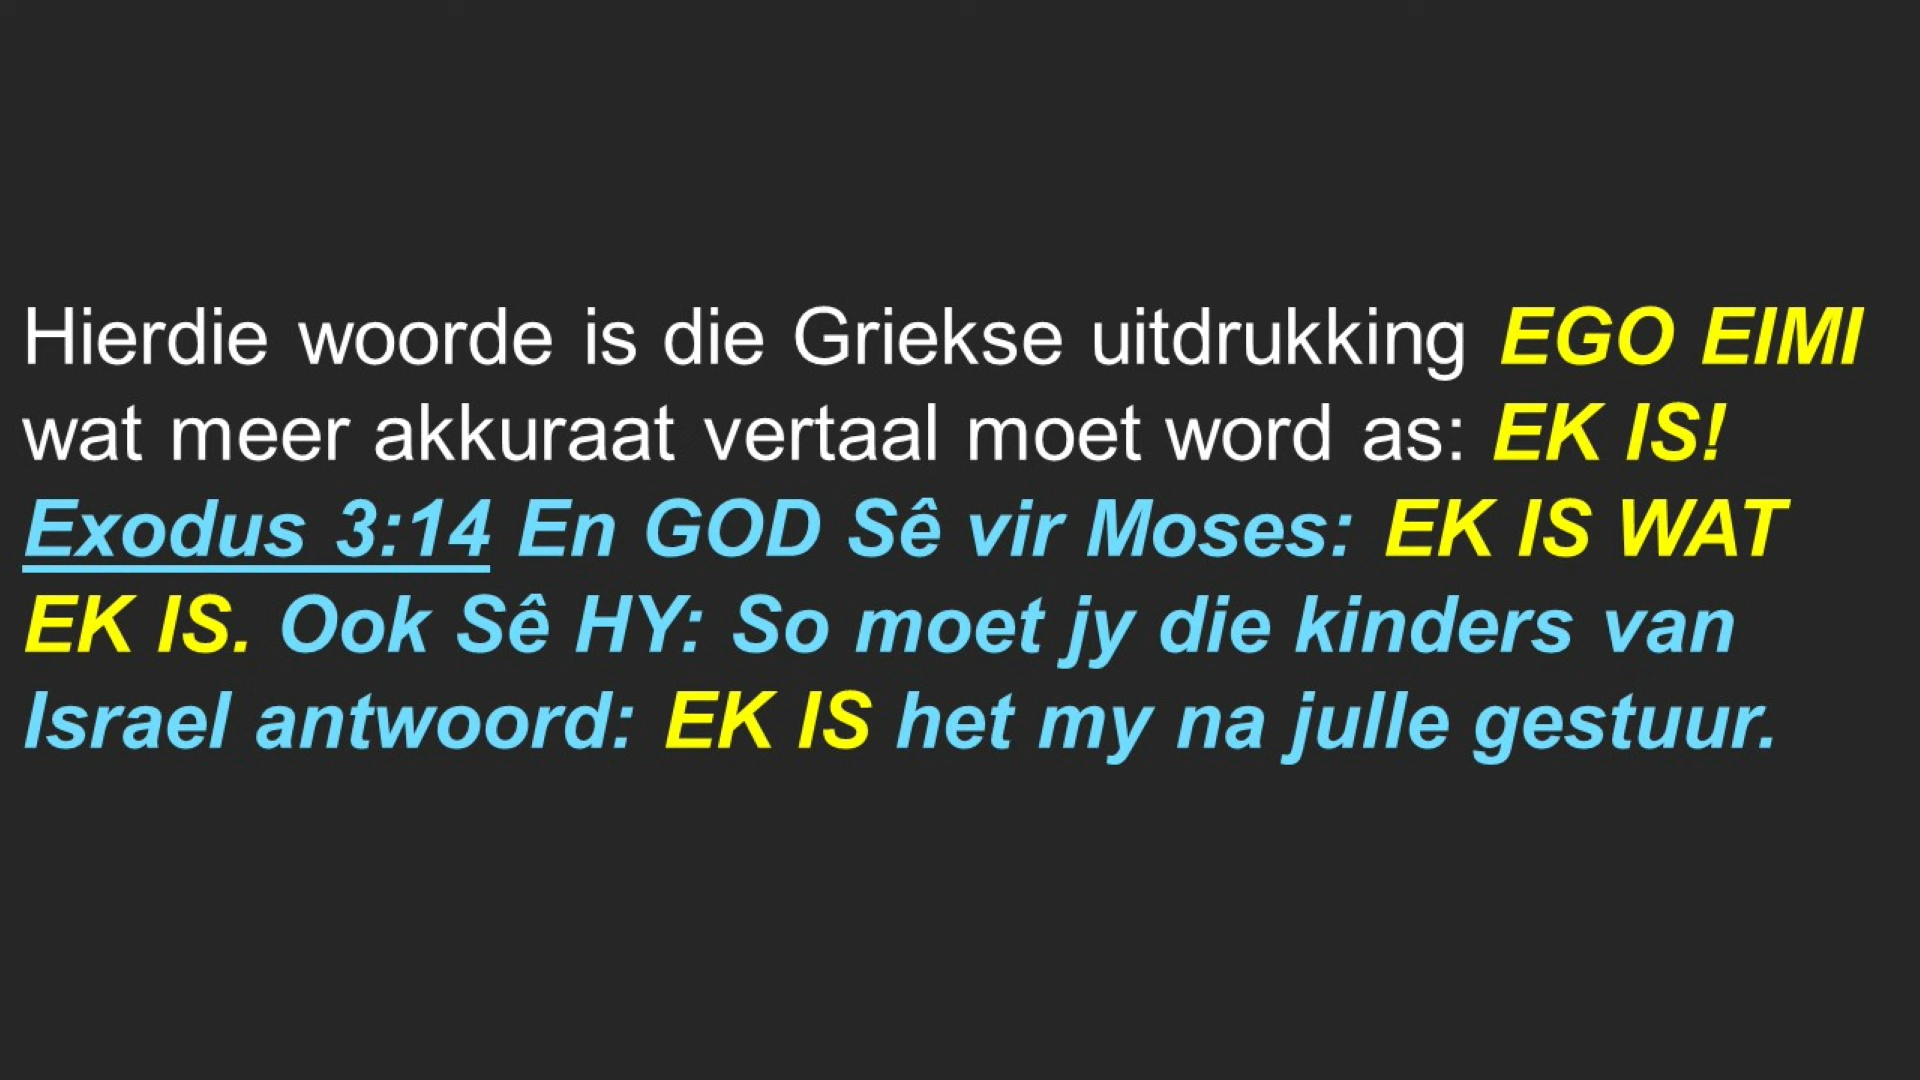 Hierdie woorde is die Griekse uitdrukking EGO EIMI
wat meer akkuraat vertaal moet word as: EK IS!
Exodus 3:14 En GOD Sê vir Moses: EK IS WAT
EK IS. Ook Sê HY: So moet jy die kinders van
Israel antwoord: EK IS het my na julle gestuur.